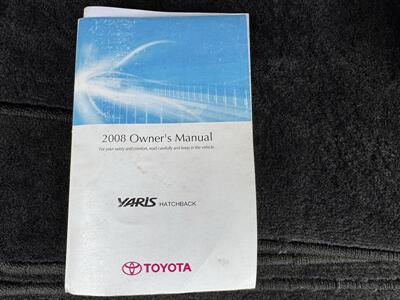 2008 Owner's Manual
For your safety and comfort, read carefully and keep in the vehicle.
YARIS HATCHBACK
TOYOTA